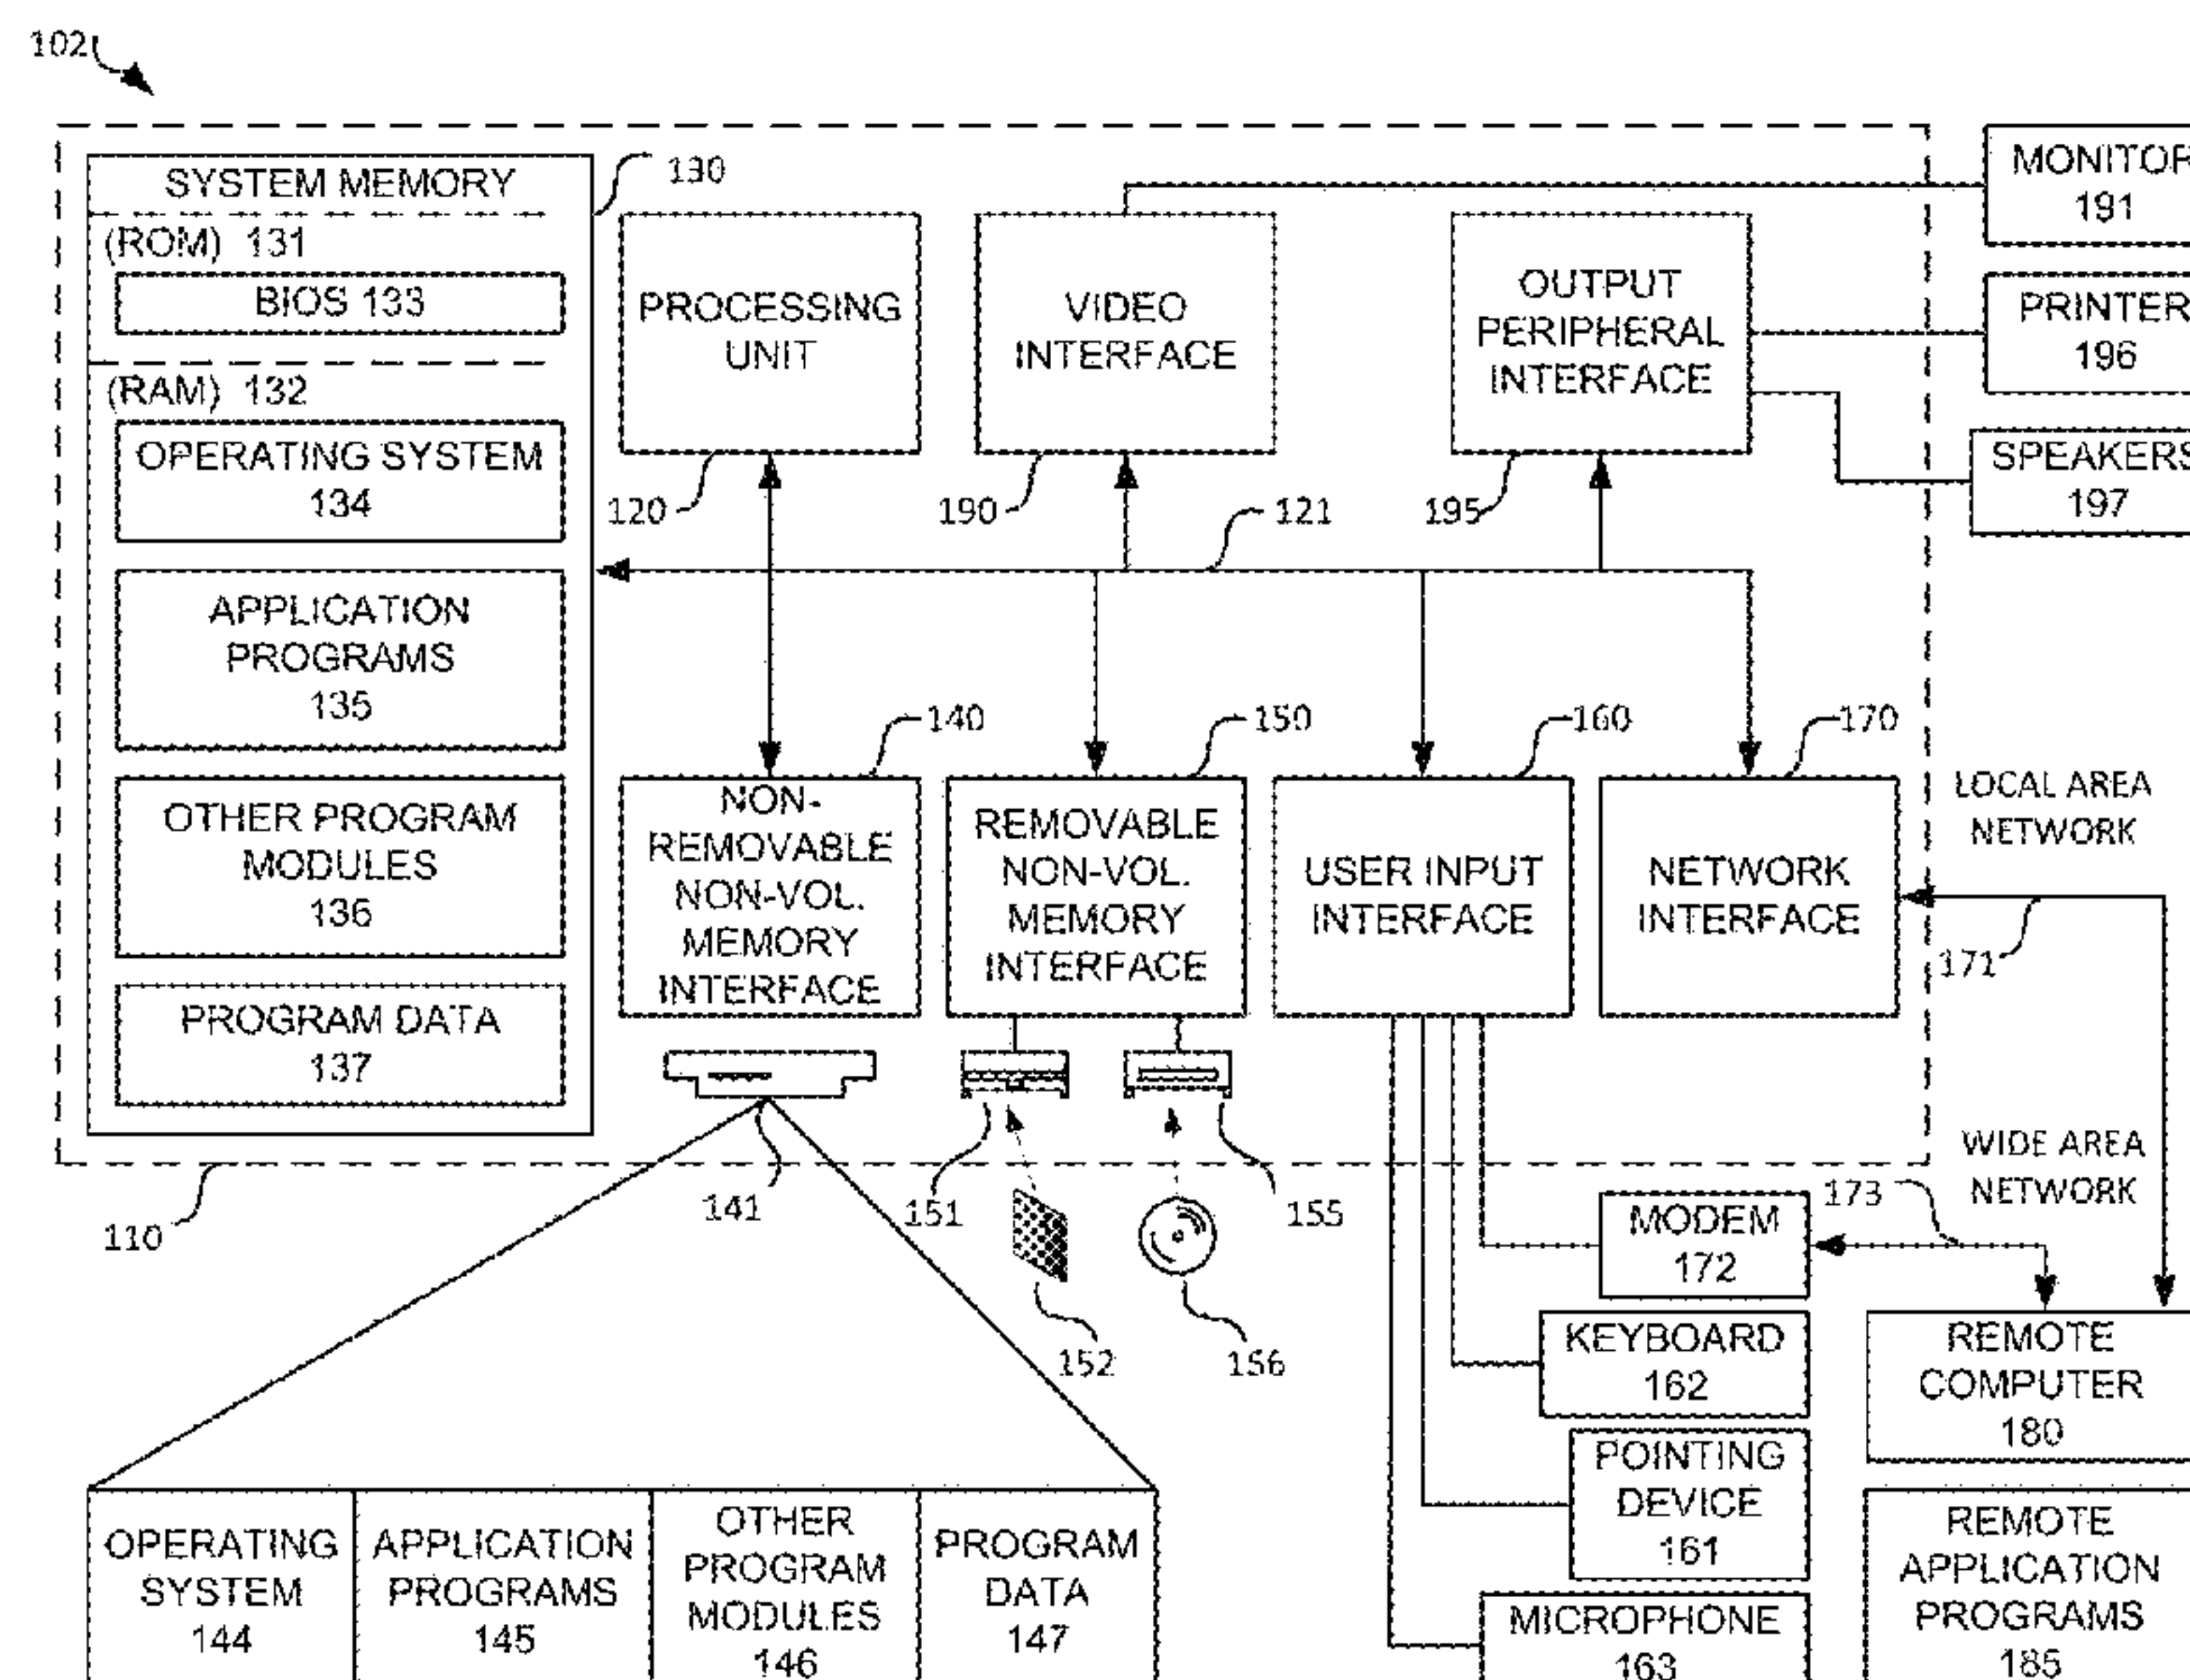 102
SYSTEM MEMORY
130
(ROM) 131
BIOS 133
(RAM) 132
OPERATING SYSTEM
134
APPLICATION
PROGRAMS
135
OTHER PROGRAM
MODULES
136
PROGRAM DATA
137
PROCESSING
UNIT
120
VIDEO
INTERFACE
190
121
OUTPUT
PERIPHERAL
INTERFACE
195
MONITOR
191
PRINTER
196
SPEAKERS
197
140
NON-
REMOVABLE
NON-VOL.
MEMORY
INTERFACE
150
REMOVABLE
NON-VOL.
MEMORY
INTERFACE
160
USER INPUT
INTERFACE
170
NETWORK
INTERFACE
LOCAL AREA
NETWORK
171
WIDE AREA
NETWORK
173
110
141
151
152
155
156
MODEM
172
KEYBOARD
162
POINTING
DEVICE
161
MICROPHONE
163
REMOTE
COMPUTER
180
REMOTE
APPLICATION
PROGRAMS
185
OPERATING
SYSTEM
144
APPLICATION
PROGRAMS
145
OTHER
PROGRAM
MODULES
146
PROGRAM
DATA
147